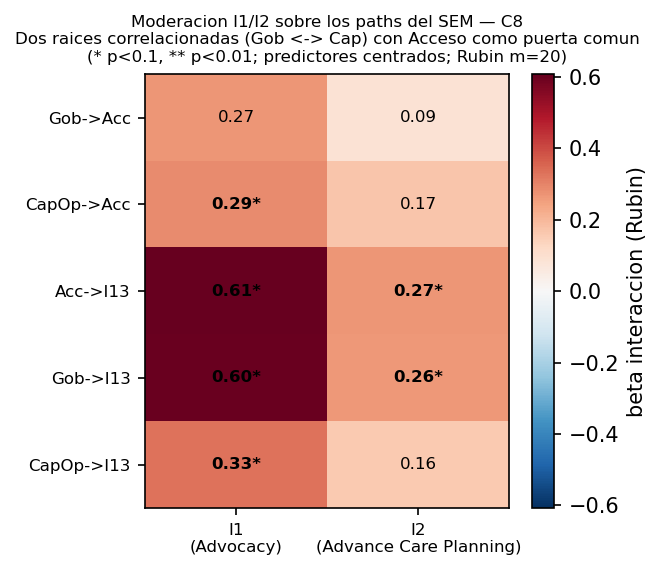 Moderacion I1/I2 sobre los paths del SEM — C8
Dos raices correlacionadas (Gob <-> Cap) con Acceso como puerta comun
(* p<0.1, ** p<0.01; predictores centrados; Rubin m=20)
Gob->Acc 0.27 0.09
CapOp->Acc 0.29* 0.17
Acc->I13 0.61* 0.27*
Gob->I13 0.60* 0.26*
CapOp->I13 0.33* 0.16
I1 I2
(Advocacy) (Advance Care Planning)
0.6
0.4
0.2
0.0
−0.2
−0.4
−0.6
beta interaccion (Rubin)